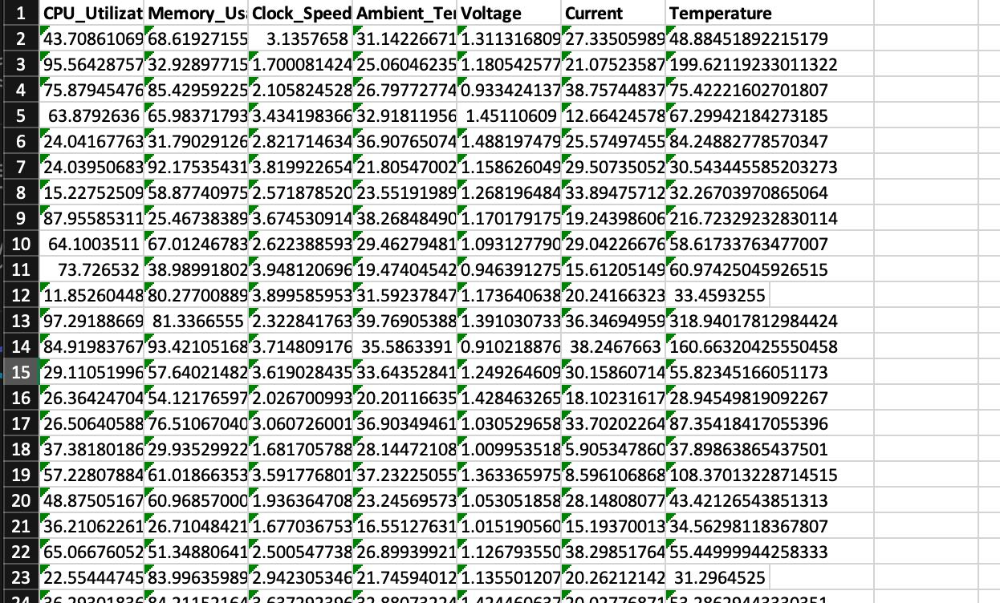 1 CPU_Utilizat Memory_Us Clock_Speed Ambient_Te Voltage Current Temperature
2 43.70861069 68.61927155 3.1357658 31.14226671 1.311316809 27.33505989 48.88451892215179
3 95.56428757 32.92897715 1.700081424 25.06046235 1.180542577 21.07523587 199.62119233011322
4 75.87945476 85.42959225 2.105824528 26.79772774 0.933424137 38.75744837 75.42221602701807
5 63.8792636 65.98371793 3.434198366 32.91811956 1.45110609 12.66424578 67.29942184273185
6 24.04167763 31.79029126 2.821714634 36.90765074 1.488197479 25.57497455 84.24882778570347
7 24.03950683 92.17535431 3.819922654 21.80547002 1.158626049 29.50735052 30.543445585203273
8 15.22752509 58.87740975 2.571878520 23.55191989 1.268196484 33.89475712 32.26703970865064
9 87.95585311 25.46738389 3.674530914 38.26848490 1.170179175 19.24398606 216.72329232830114
10 64.1003511 67.01246783 2.622388593 29.46279481 1.093127790 29.04226676 58.61733763477007
11 73.726532 38.98991802 3.948120696 19.47404542 0.946391275 15.61205149 60.97425045926515
12 11.85260448 80.27700889 3.899585953 31.59237847 1.173640638 20.24166323 33.4593255
13 97.29188669 81.3366555 2.322841763 39.76905388 1.391030733 36.34694959 318.94017812984424
14 84.91983767 93.42105168 3.714809176 35.5863391 0.910218876 38.2467663 160.66320425550458
15 29.11051996 57.64021482 3.619028435 33.64352841 1.249264609 30.15860714 55.82345166051173
16 26.36424704 54.12176597 2.026700993 20.20116635 1.428463265 18.10231617 28.94549819092267
17 26.50640588 76.51067040 3.060726001 36.90349461 1.030529658 33.70202264 87.35418417055396
18 37.38180186 29.93529922 1.681705788 28.14472108 1.009953518 5.905347860 37.89863865437501
19 57.22807884 61.01866353 3.591776801 37.23225055 1.363365975 8.596106868 108.37013228714515
20 48.87505167 60.96857000 1.936364708 23.24569573 1.053051858 28.14808077 43.42126543851313
21 36.21062261 26.71048421 1.677036753 16.55127631 1.015190560 15.19370013 34.56298118367807
22 65.06676052 51.34880641 2.500547738 26.89939921 1.126793550 38.29851764 55.44999944258333
23 22.55444745 83.99635989 2.942305346 21.74594012 1.135501207 20.26212142 31.2964525